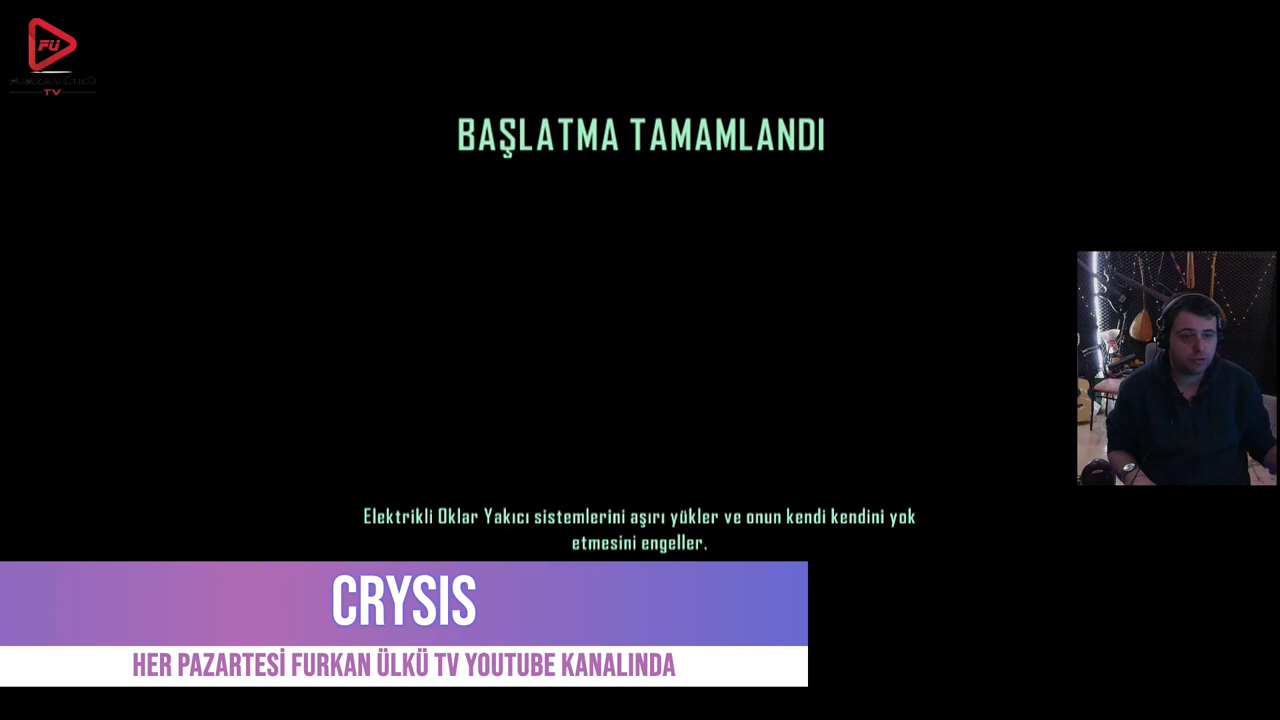 FU
TV
BAŞLATMA TAMAMLANDI
Elektrikli Oklar Yakıcı sistemlerini aşırı yükler ve onun kendi kendini yok
etmesini engeller.
CRYSIS
HER PAZARTESİ FURKAN ÜLKÜ TV YOUTUBE KANALINDA